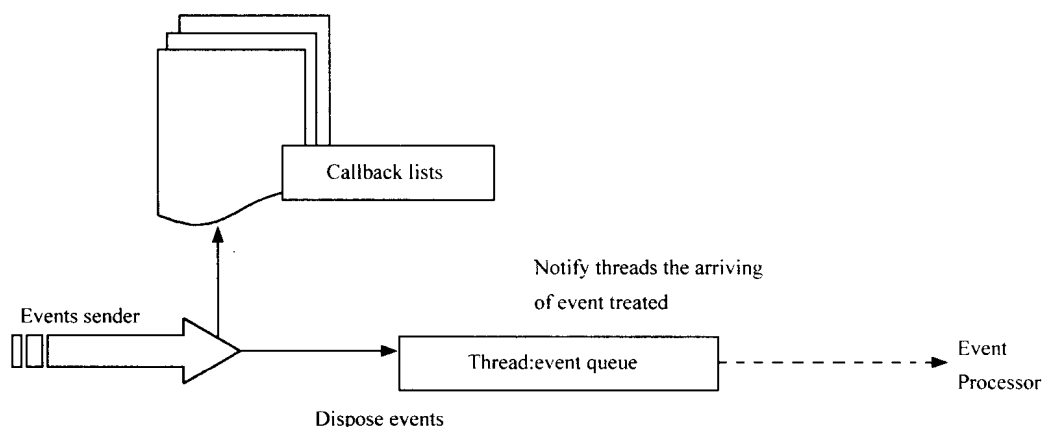 Callback lists
Notify threads the arriving
of event treated
Events sender
Thread:event queue
Event
Processor
Dispose events